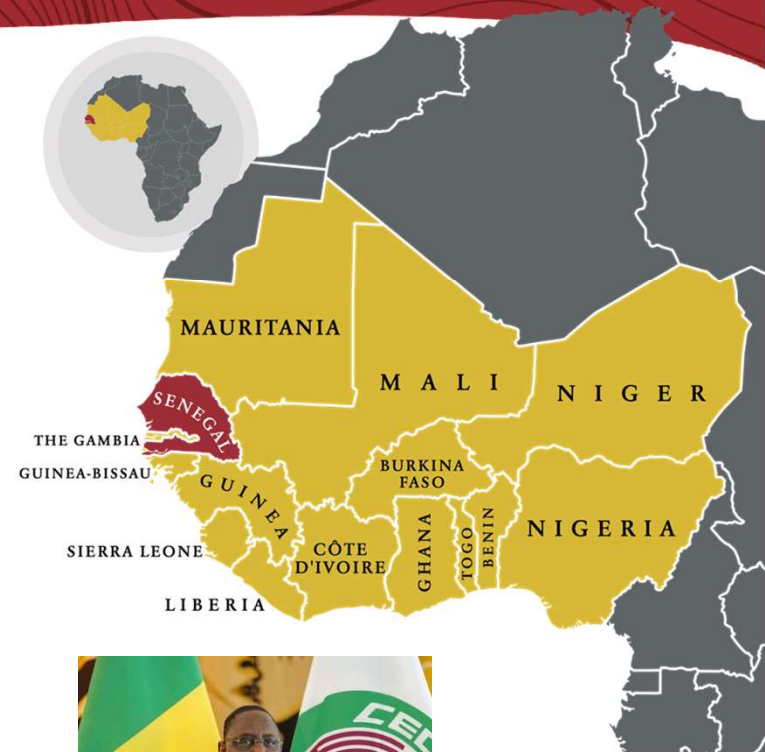 MAURITANIA
MALI
NIGER
SENEGAL
THE GAMBIA
GUINEA-BISSAU
GUINEA
BURKINA
FASO
SIERRA LEONE
CÔTE
D'IVOIRE
GHANA
TOGO
BENIN
NIGERIA
LIBERIA